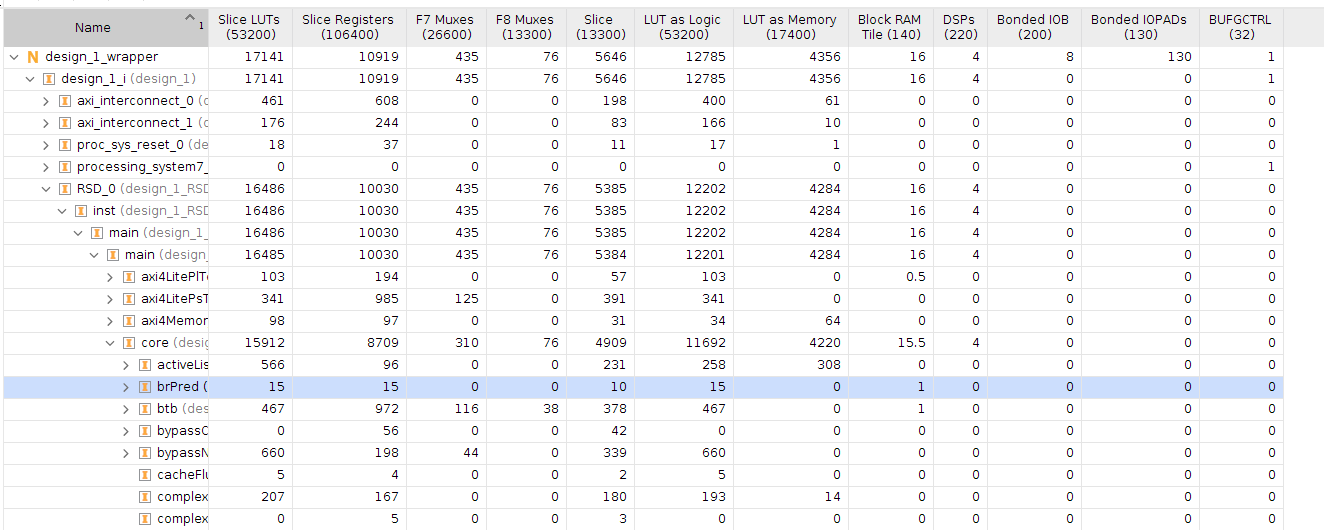 Name 1 Slice LUTs (53200) Slice Registers (106400) F7 Muxes (26600) F8 Muxes (13300) Slice (13300) LUT as Logic (53200) LUT as Memory (17400) Block RAM Tile (140) DSPs (220) Bonded IOB (200) Bonded IOPADs (130) BUFGCTRL (32)
N design_1_wrapper 17141 10919 435 76 5646 12785 4356 16 4 8 130 1
I design_1_i (design_1) 17141 10919 435 76 5646 12785 4356 16 4 0 0 1
I axi_interconnect_0 (c 461 608 0 0 198 400 61 0 0 0 0 0
I axi_interconnect_1 (c 176 244 0 0 83 166 10 0 0 0 0 0
I proc_sys_reset_0 (de 18 37 0 0 11 17 1 0 0 0 0 0
I processing_system7_ 0 0 0 0 0 0 0 0 0 0 0 1
I RSD_0 (design_1_RSD 16486 10030 435 76 5385 12202 4284 16 4 0 0 0
I inst (design_1_RSD 16486 10030 435 76 5385 12202 4284 16 4 0 0 0
I main (design_1_ 16486 10030 435 76 5385 12202 4284 16 4 0 0 0
I main (design_ 16485 10030 435 76 5384 12201 4284 16 4 0 0 0
I axi4LitePlT 103 194 0 0 57 103 0 0.5 0 0 0 0
I axi4LitePsT 341 985 125 0 391 341 0 0 0 0 0 0
I axi4Memor 98 97 0 0 31 34 64 0 0 0 0 0
I core (desig 15912 8709 310 76 4909 11692 4220 15.5 4 0 0 0
I activeLis 566 96 0 0 231 258 308 0 0 0 0 0
I brPred ( 15 15 0 0 10 15 0 1 0 0 0 0
I btb (des 467 972 116 38 378 467 0 1 0 0 0 0
I bypassC 0 56 0 0 42 0 0 0 0 0 0 0
I bypassN 660 198 44 0 339 660 0 0 0 0 0 0
I cacheFlu 5 4 0 0 2 5 0 0 0 0 0 0
I complex 207 167 0 0 180 193 14 0 0 0 0 0
I complex 0 5 0 0 3 0 0 0 0 0 0 0